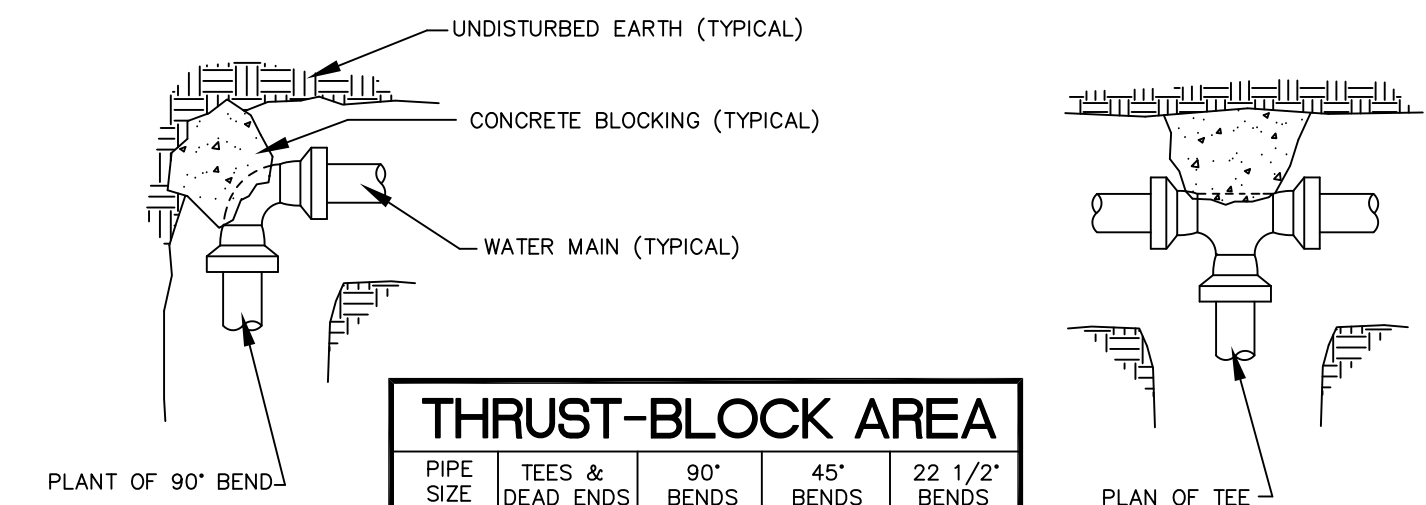 UNDISTURBED EARTH (TYPICAL)
CONCRETE BLOCKING (TYPICAL)
WATER MAIN (TYPICAL)
PLANT OF 90° BEND
THRUST-BLOCK AREA
PIPE SIZE
TEES & DEAD ENDS
90° BENDS
45° BENDS
22 1/2° BENDS
PLAN OF TEE